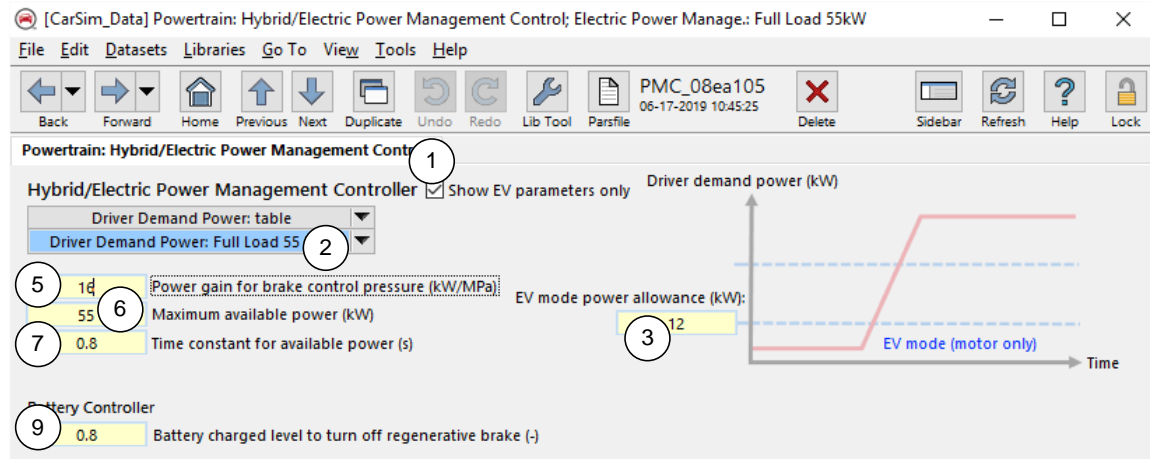 [CarSim_Data] Powertrain: Hybrid/Electric Power Management Control; Electric Power Manage.: Full Load 55kW
File Edit Datasets Libraries Go To View Tools Help
PMC_08ea105
06-17-2019 10:45:25
Back Forward Home Previous Next Duplicate Undo Redo Lib Tool Parsfile Delete Sidebar Refresh Help Lock
Powertrain: Hybrid/Electric Power Management
1
Hybrid/Electric Power Management Controller Show EV parameters only
Driver demand power (kW)
Driver Demand Power: table
Driver Demand Power: Full Load 55
2
5 16 Power gain for brake control pressure (kW/MPa)
EV mode power allowance (kW):
55 6 Maximum available power (kW)
3 12
7 0.8 Time constant for available power (s)
EV mode (motor only)
Time
Battery Controller
9 0.8 Battery charged level to turn off regenerative brake (-)